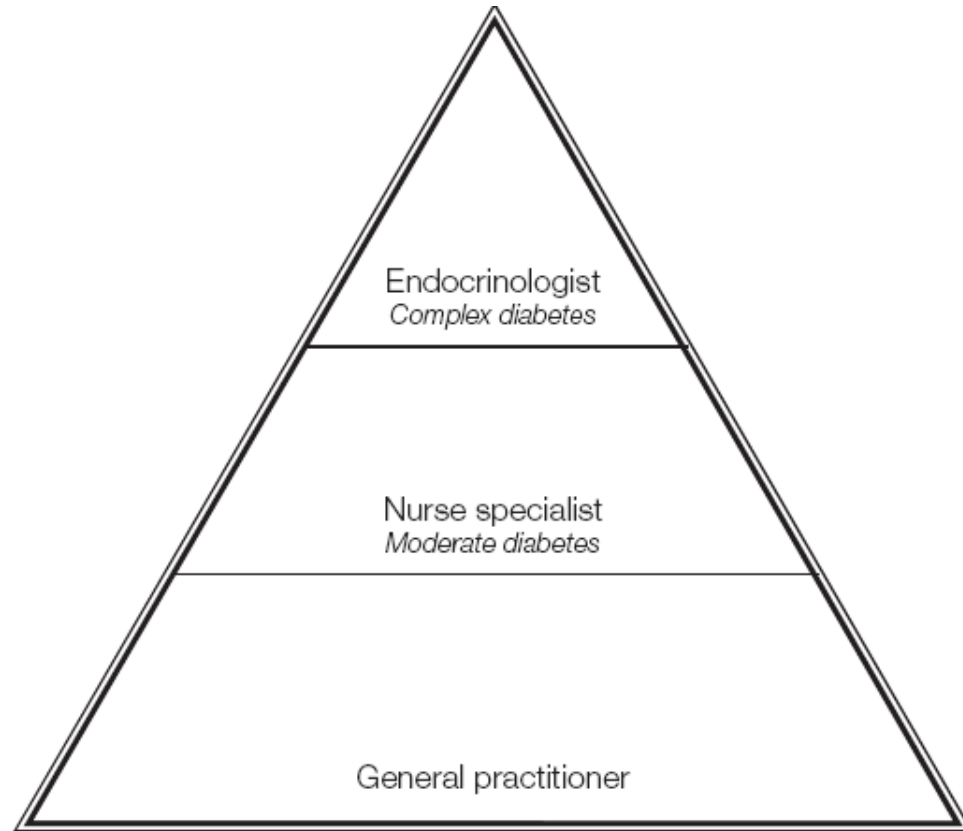 Endocrinologist
Complex diabetes
Nurse specialist
Moderate diabetes
General practitioner